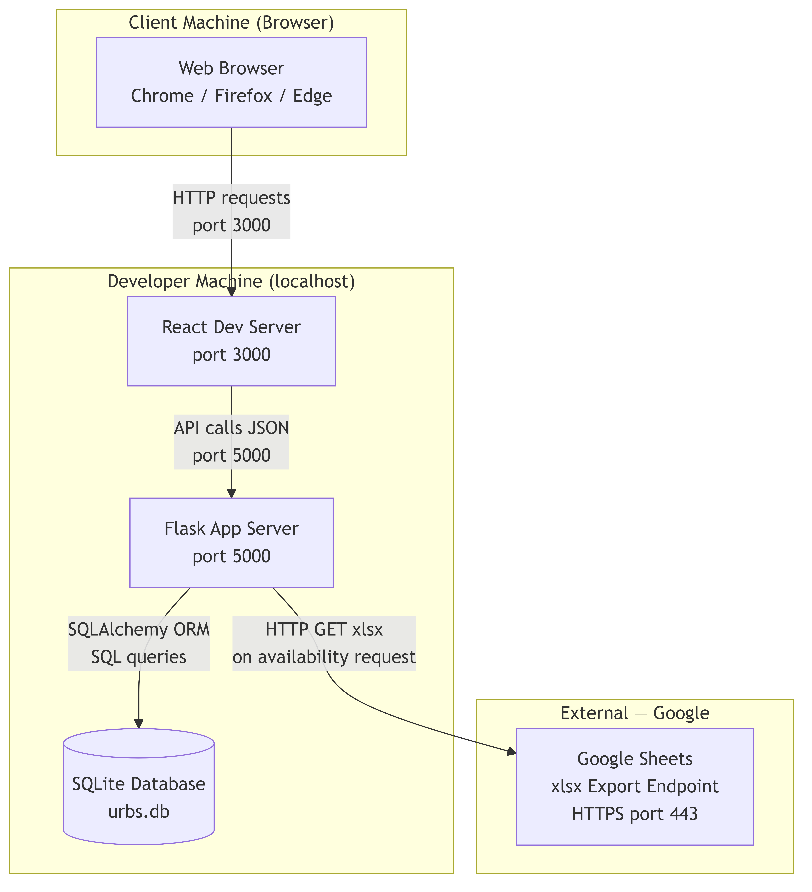 Client Machine (Browser)
Web Browser
Chrome / Firefox / Edge
HTTP requests
port 3000
Developer Machine (localhost)
React Dev Server
port 3000
API calls JSON
port 5000
Flask App Server
port 5000
SQLAlchemy ORM
SQL queries
HTTP GET xlsx
on availability request
SQLite Database
urbs.db
External — Google
Google Sheets
xlsx Export Endpoint
HTTPS port 443